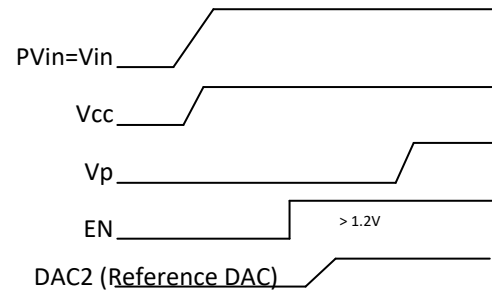 PVin=Vin
Vcc
Vp
EN
> 1.2V
DAC2 (Reference DAC)